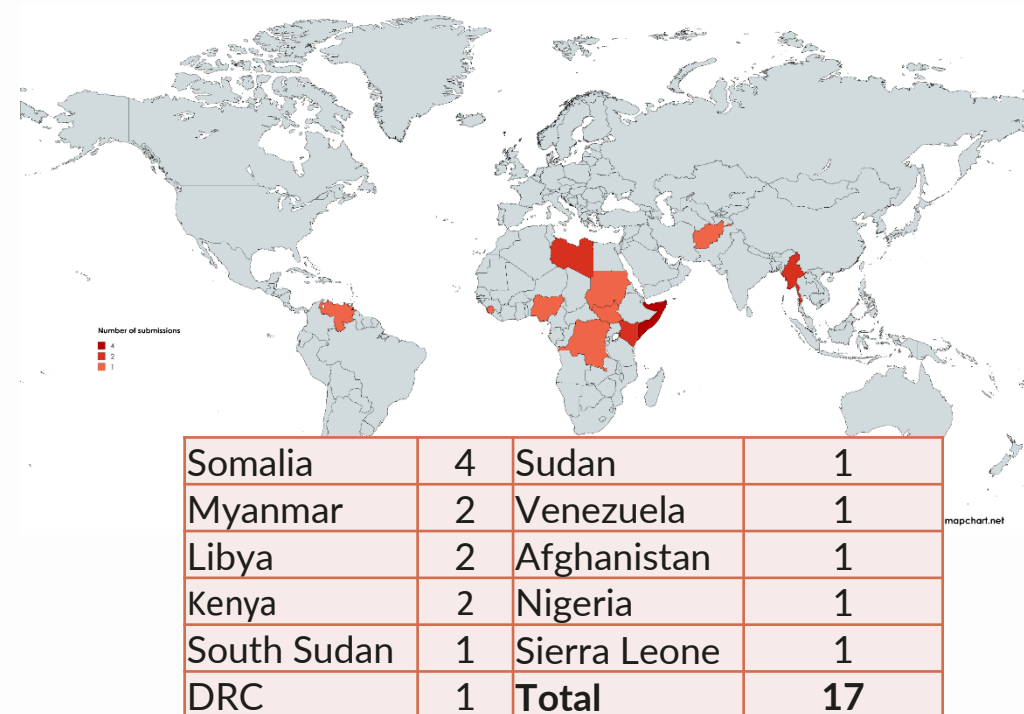 Number of submissions
4
2
1
Somalia 4 Sudan 1
Myanmar 2 Venezuela 1
mapchart.net
Libya 2 Afghanistan 1
Kenya 2 Nigeria 1
South Sudan 1 Sierra Leone 1
DRC 1 Total 17